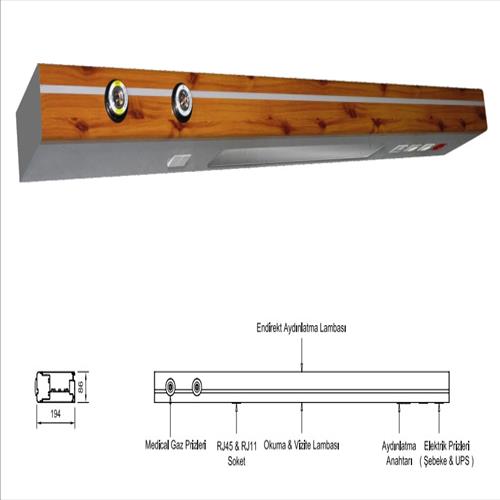 Endirekt Aydınlatma Lambası
86
194
Medical Gaz Prizleri
RJ45 & RJ11
Soket
Okuma & Vizite Lambası
Aydınlatma
Anahtarı
Elektrik Prizleri
( Şebeke & UPS )